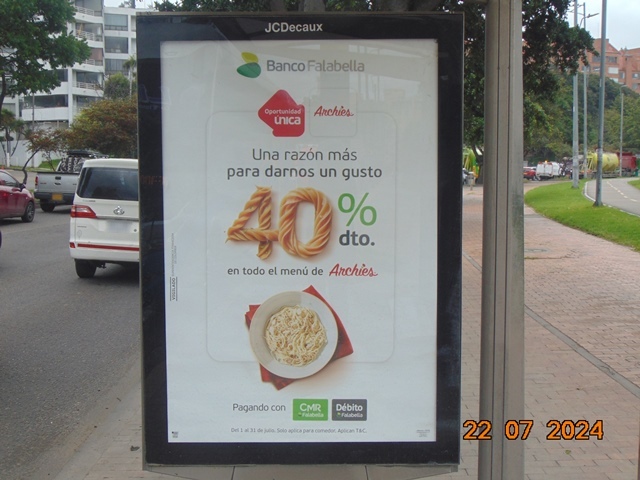 JCDecaux
Banco Falabella
Oportunidad
única
Archies
Una razón más
para darnos un gusto
40%
dto.
en todo el menú de Archies
Pagando con
CMR
Falabella
Débito
Falabella
Del 1 al 31 de julio. Solo aplica para comedor. Aplican T&C.
22 07 2024